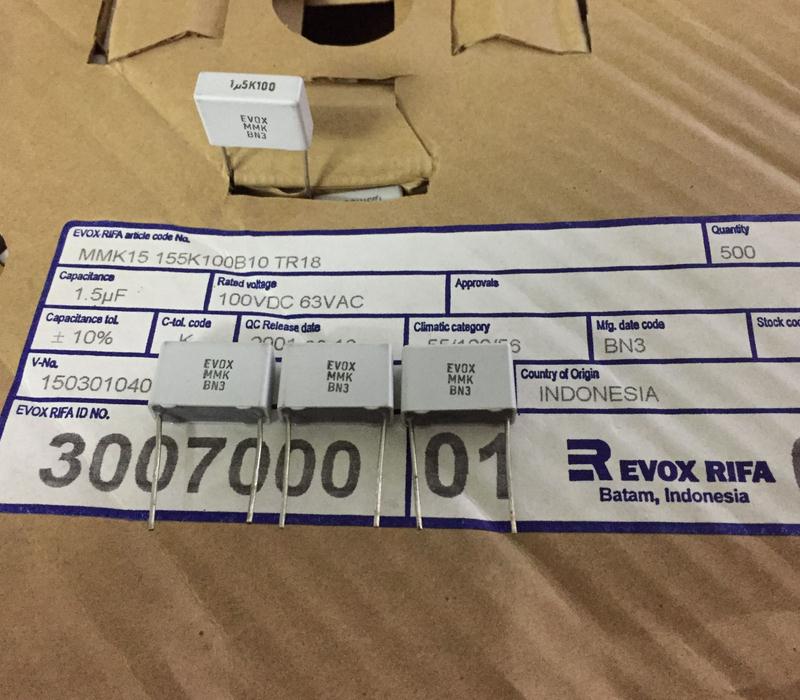 1µ5K100
EVOX
MMK
BN3
EVOX RIFA article code No.
MMK15 155K100B10 TR18
Quantity
500
Capacitance
1.5µF
Rated voltage
100VDC 63VAC
Approvals
Capacitance tol.
± 10%
C-tol. code
K
QC Release date
Climatic category
Mfg. date code
BN3
Stock
V-No.
150301040
EVOX
MMK
BN3
EVOX
MMK
BN3
EVOX
MMK
BN3
Country of Origin
INDONESIA
EVOX RIFA ID NO.
3007000 01
EVOX RIFA
Batam, Indonesia